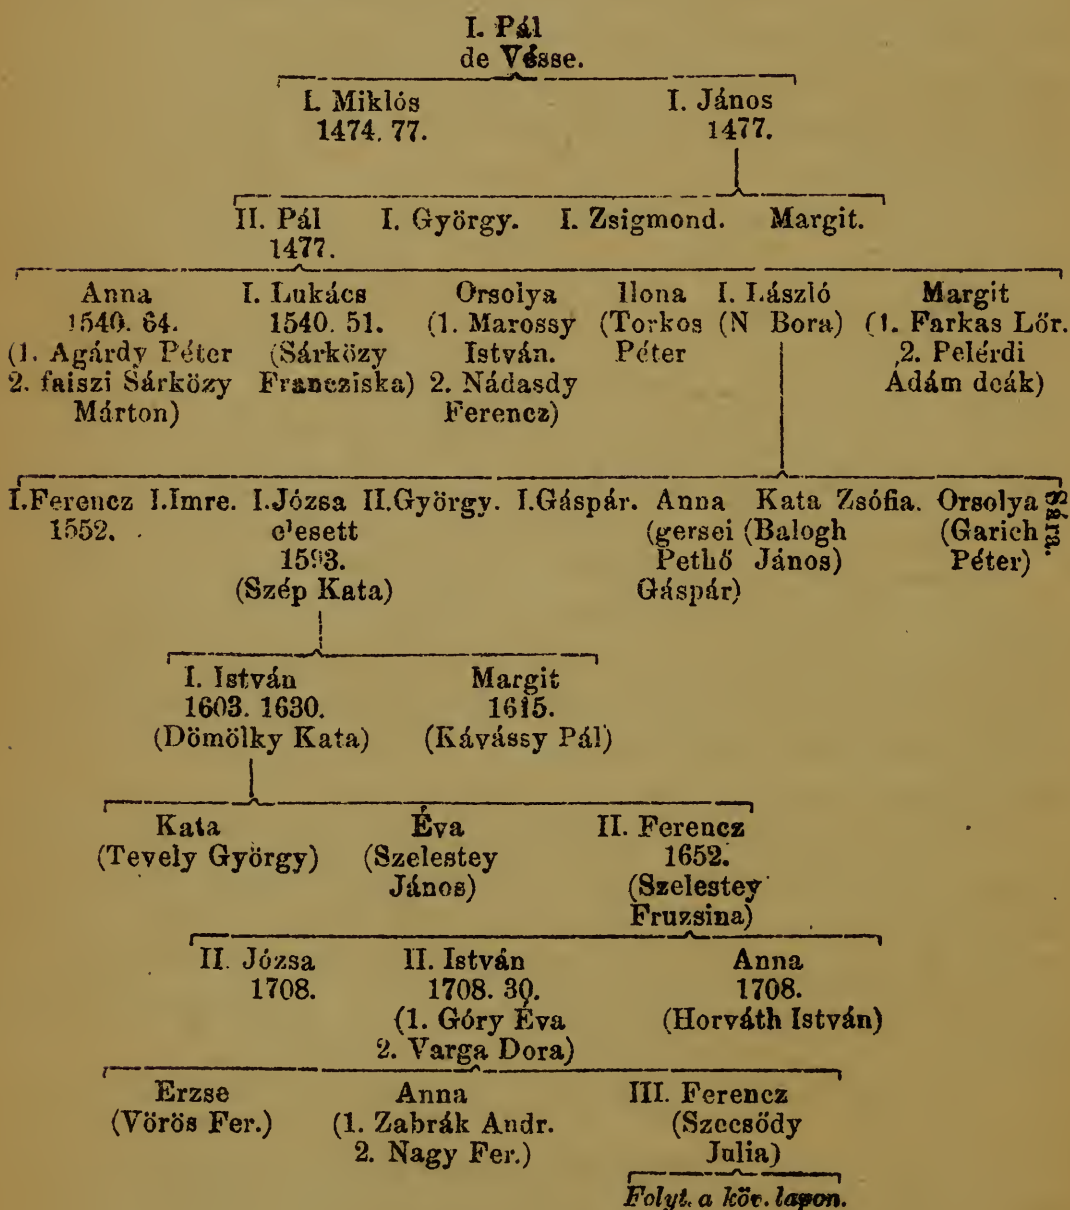 I. Pál
de Vésse.
I. Miklós I. János
1474. 77. 1477.
II. Pál I. György. I. Zsigmond. Margit.
1477.
Anna I. Lukács Orsolya Ilona I. László Margit
1540. 64. 1540. 51. (1. Marossy (Torkos (N Bora) (1. Farkas Lőr.
(1. Agárdy Péter (Sárközy István. Péter 2. Pelérdi
2. faiszi Sárközy Francziska) 2. Nádasdy Ádám deák)
Márton) Ferencz)
I. Ferencz I. Imre. I. Józsa II. György. I. Gáspár. Anna Kata Zsófia. Orsolya Sára.
1552. elesett (gersei (Balogh (Garich
1593. Pethő János) Péter)
(Szép Kata) Gáspár)
I. István Margit
1603. 1630. 1615.
(Dömölky Kata) (Kávássy Pál)
Kata Éva II. Ferencz
(Tevely György) (Szelestey 1652.
János) (Szelestey
Fruzsina)
II. Józsa II. István Anna
1708. 1708. 30. 1708.
(1. Góry Éva (Horváth István)
2. Varga Dora)
Erzse Anna III. Ferencz
(Vörös Fer.) (1. Zabrák Andr. (Szecsődy
2. Nagy Fer.) Julia)
Folyt. a köv. lapon.